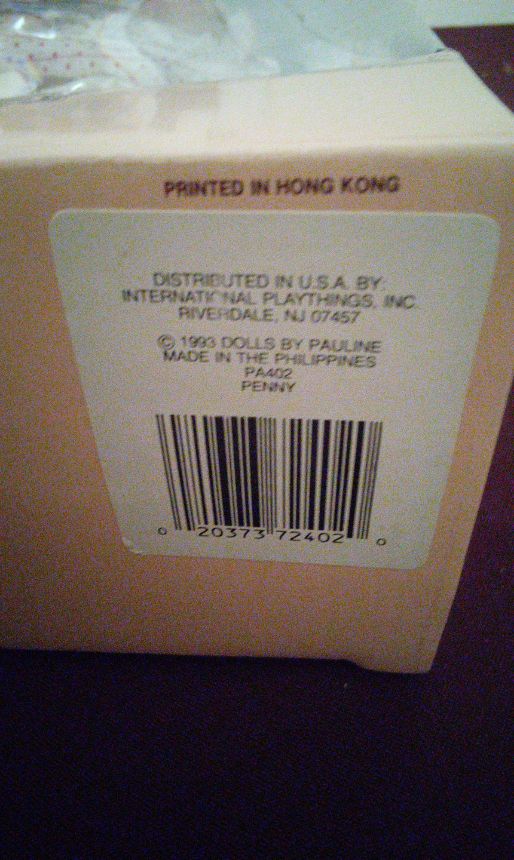 PRINTED IN HONG KONG
DISTRIBUTED IN U.S.A. BY:
INTERNATIONAL PLAYTHINGS, INC.
RIVERDALE, NJ 07457
© 1993 DOLLS BY PAULINE
MADE IN THE PHILIPPINES
PA402
PENNY
0 20373 72402 0